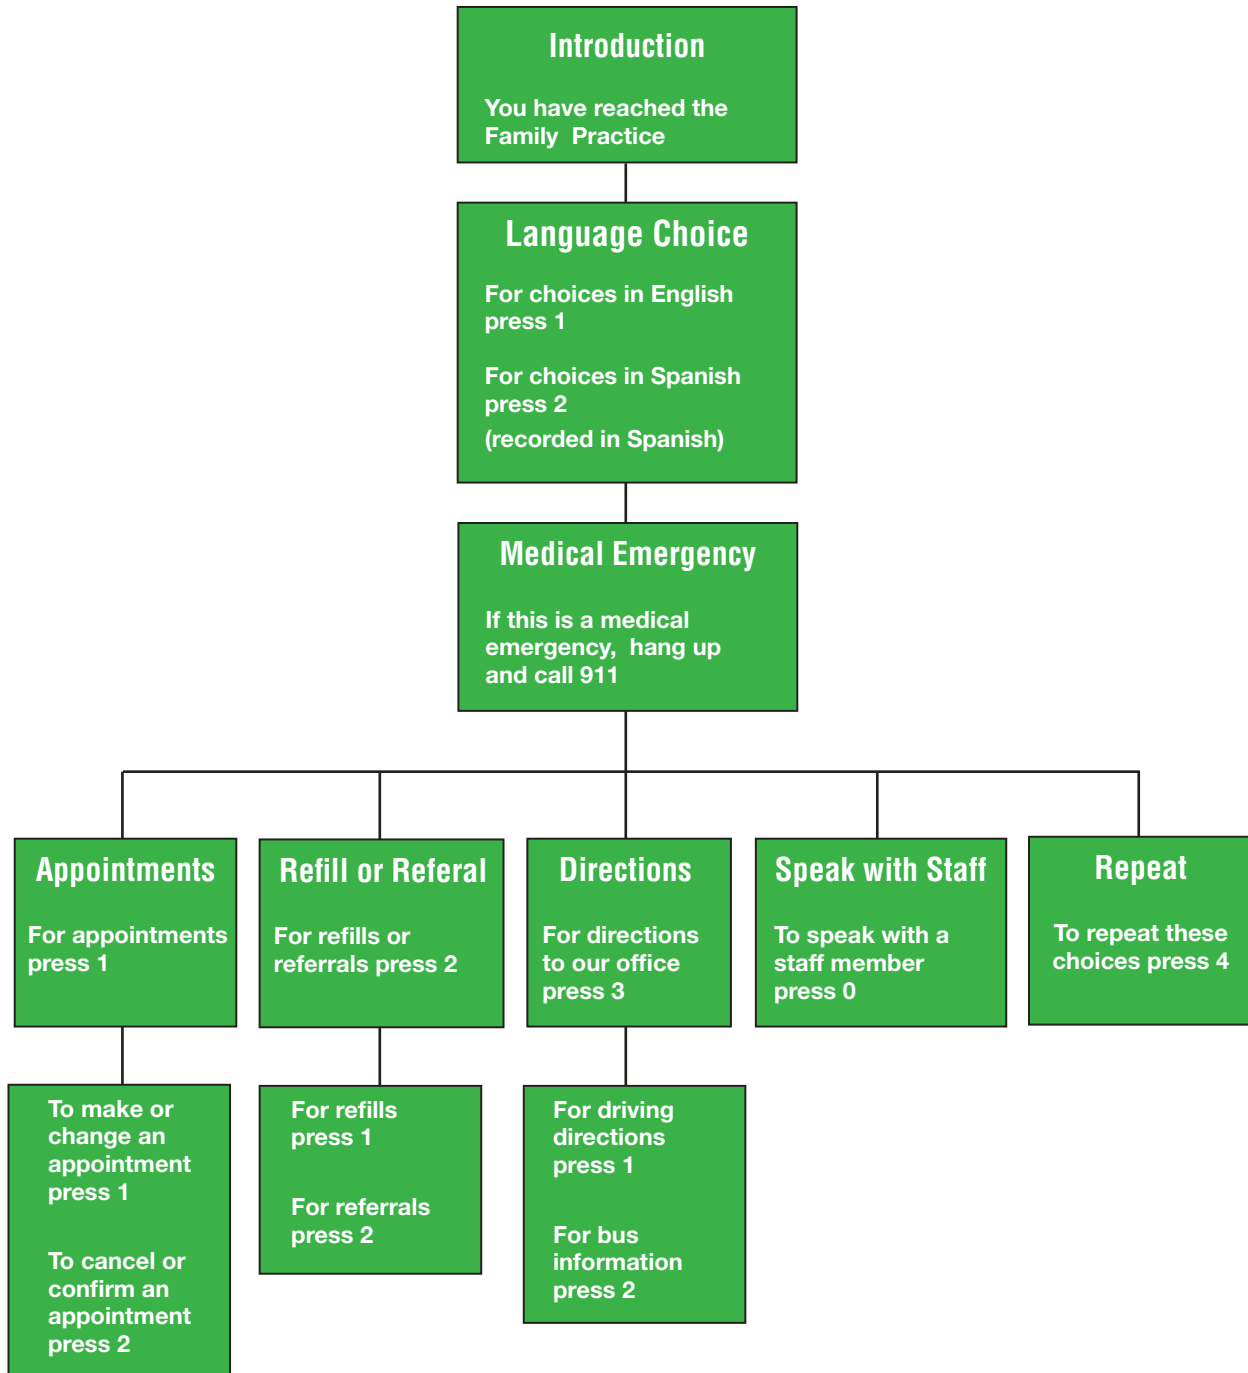 Introduction
You have reached the
Family Practice
Language Choice
For choices in English
press 1
For choices in Spanish
press 2
(recorded in Spanish)
Medical Emergency
If this is a medical
emergency, hang up
and call 911
Appointments
For appointments
press 1
Refill or Referal
For refills or
referrals press 2
Directions
For directions
to our office
press 3
Speak with Staff
To speak with a
staff member
press 0
Repeat
To repeat these
choices press 4
To make or
change an
appointment
press 1
To cancel or
confirm an
appointment
press 2
For refills
press 1
For referrals
press 2
For driving
directions
press 1
For bus
information
press 2